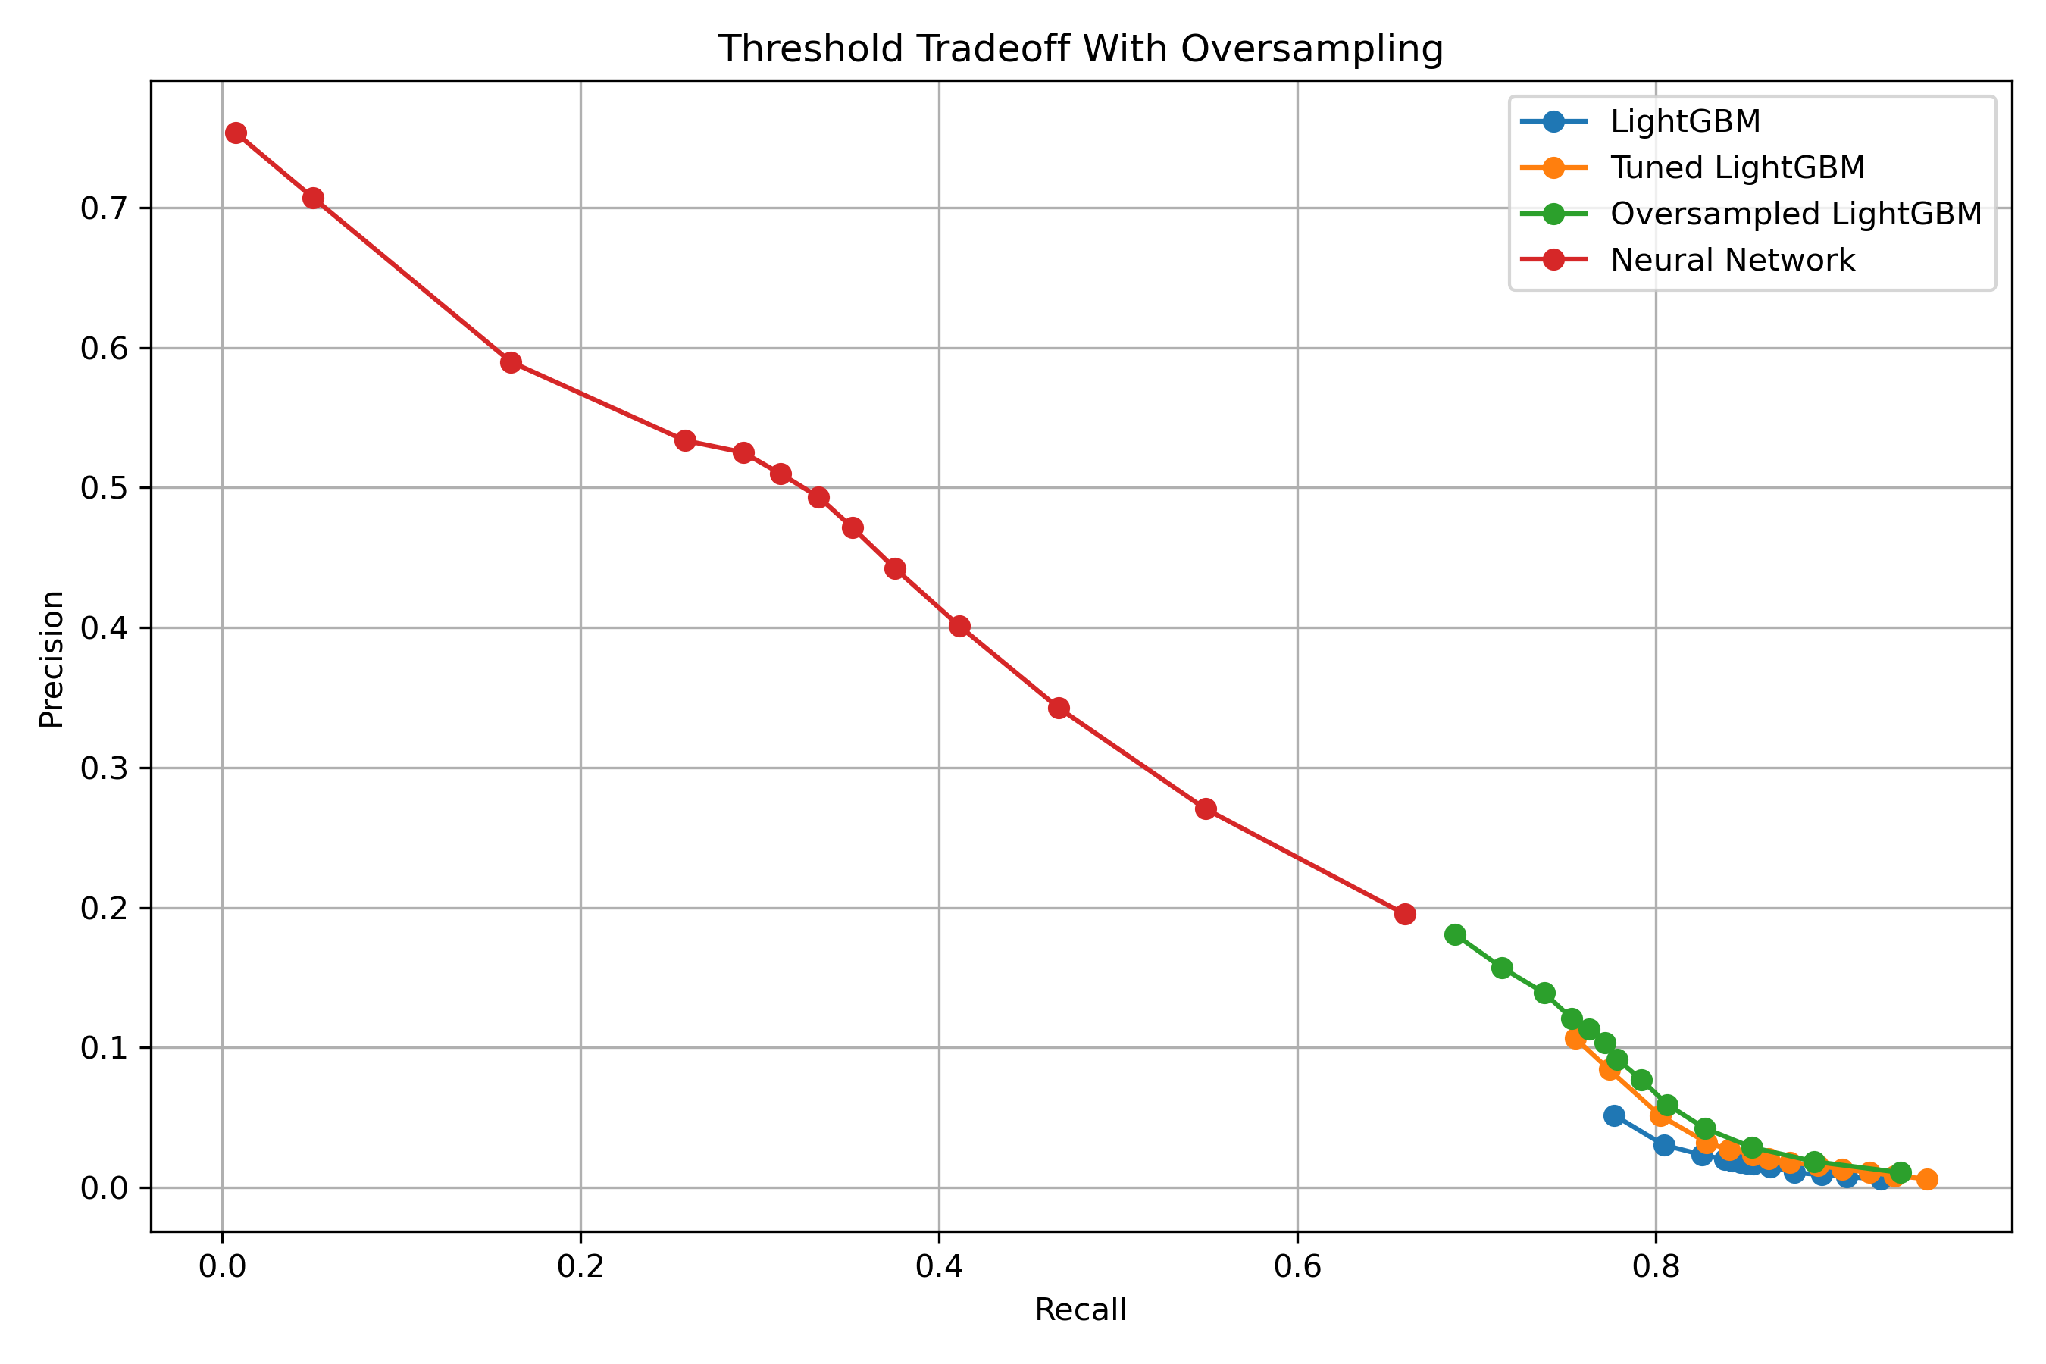 Threshold Tradeoff With Oversampling
LightGBM
Tuned LightGBM
Oversampled LightGBM
Neural Network
Precision
0.7
0.6
0.5
0.4
0.3
0.2
0.1
0.0
0.0 0.2 0.4 0.6 0.8
Recall